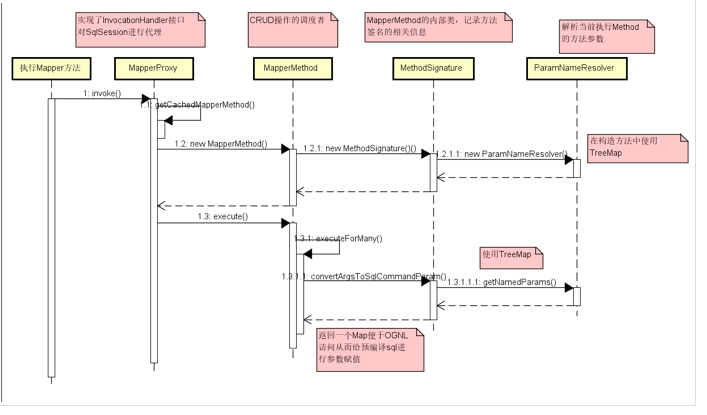 实现了InvocationHandler接口
对SqlSession进行代理
CRUD操作的调度者
MapperMethod的内部类，记录方法
签名的相关信息
解析当前执行Method
的方法参数
执行Mapper方法
MapperProxy
MapperMethod
MethodSignature
ParamNameResolver
1: invoke()
1.1: getCachedMapperMethod()
1.2: new MapperMethod()
1.2.1: new MethodSignature()()
1.2.1.1: new ParamNameResolver()
在构造方法中使用
TreeMap
1.3: execute()
1.3.1: executeForMany()
使用TreeMap
1.3.1.1: convertArgsToSqlCommandParam()
1.3.1.1.1: getNamedParams()
返回一个Map便于OGNL
访问从而给预编译sql进
行参数赋值